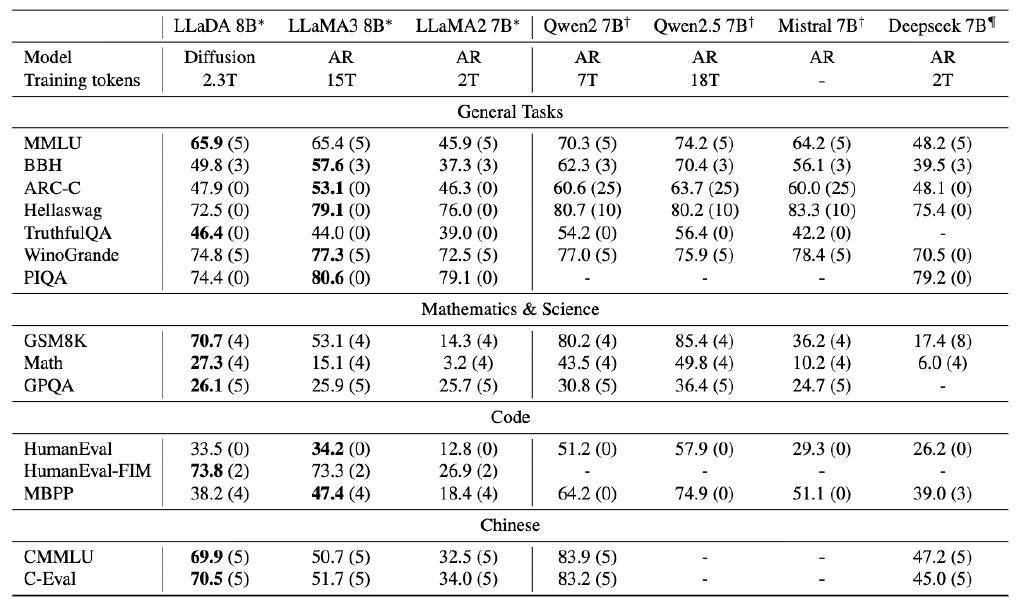 LLaDA 8B* LLaMA3 8B* LLaMA2 7B* Qwen2 7B† Qwen2.5 7B† Mistral 7B† Deepseek 7B¶
Model Diffusion AR AR AR AR AR AR
Training tokens 2.3T 15T 2T 7T 18T - 2T
General Tasks
MMLU 65.9 (5) 65.4 (5) 45.9 (5) 70.3 (5) 74.2 (5) 64.2 (5) 48.2 (5)
BBH 49.8 (3) 57.6 (3) 37.3 (3) 62.3 (3) 70.4 (3) 56.1 (3) 39.5 (3)
ARC-C 47.9 (0) 53.1 (0) 46.3 (0) 60.6 (25) 63.7 (25) 60.0 (25) 48.1 (0)
Hellaswag 72.5 (0) 79.1 (0) 76.0 (0) 80.7 (10) 80.2 (10) 83.3 (10) 75.4 (0)
TruthfulQA 46.4 (0) 44.0 (0) 39.0 (0) 54.2 (0) 56.4 (0) 42.2 (0) -
WinoGrande 74.8 (5) 77.3 (5) 72.5 (5) 77.0 (5) 75.9 (5) 78.4 (5) 70.5 (0)
PIQA 74.4 (0) 80.6 (0) 79.1 (0) - - - 79.2 (0)
Mathematics & Science
GSM8K 70.7 (4) 53.1 (4) 14.3 (4) 80.2 (4) 85.4 (4) 36.2 (4) 17.4 (8)
Math 27.3 (4) 15.1 (4) 3.2 (4) 43.5 (4) 49.8 (4) 10.2 (4) 6.0 (4)
GPQA 26.1 (5) 25.9 (5) 25.7 (5) 30.8 (5) 36.4 (5) 24.7 (5) -
Code
HumanEval 33.5 (0) 34.2 (0) 12.8 (0) 51.2 (0) 57.9 (0) 29.3 (0) 26.2 (0)
HumanEval-FIM 73.8 (2) 73.3 (2) 26.9 (2) - - - -
MBPP 38.2 (4) 47.4 (4) 18.4 (4) 64.2 (0) 74.9 (0) 51.1 (0) 39.0 (3)
Chinese
CMMLU 69.9 (5) 50.7 (5) 32.5 (5) 83.9 (5) - - 47.2 (5)
C-Eval 70.5 (5) 51.7 (5) 34.0 (5) 83.2 (5) - - 45.0 (5)